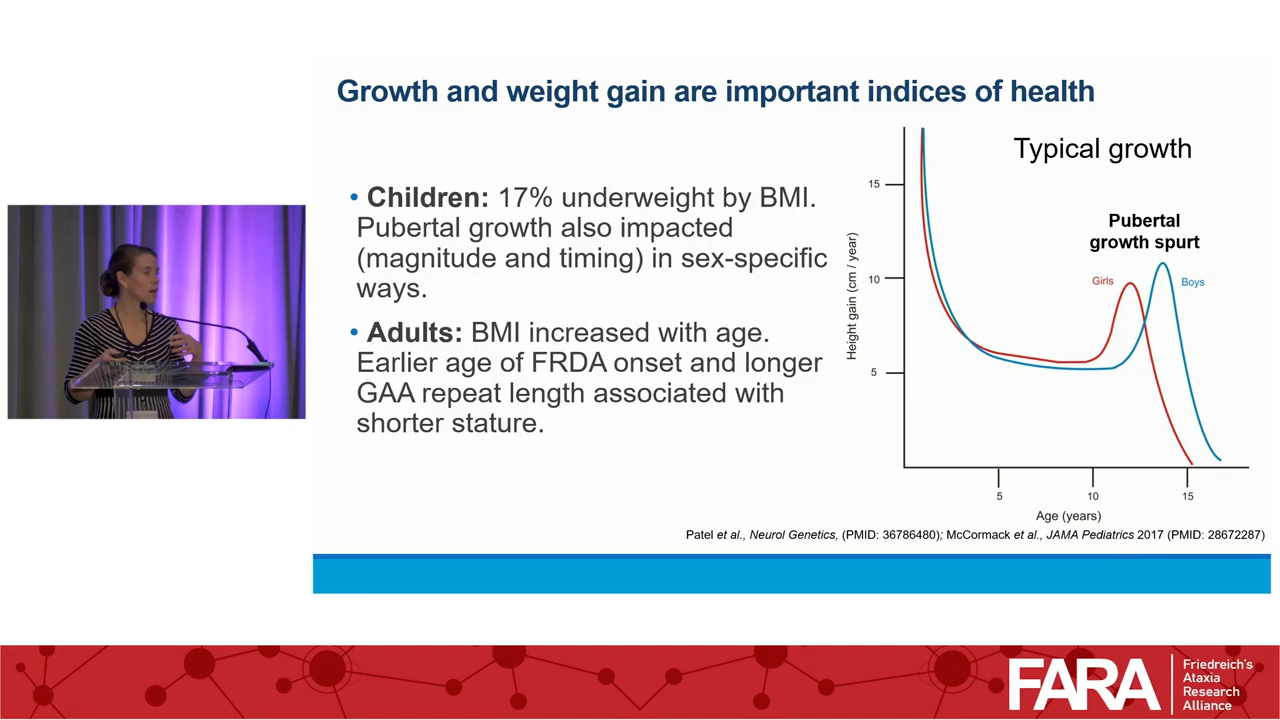 Growth and weight gain are important indices of health
• Children: 17% underweight by BMI.
Pubertal growth also impacted
(magnitude and timing) in sex-specific
ways.
• Adults: BMI increased with age.
Earlier age of FRDA onset and longer
GAA repeat length associated with
shorter stature.
Typical growth
Pubertal
growth spurt
Girls
Boys
Height gain (cm / year)
15
10
5
5
10
15
Age (years)
Patel et al., Neurol Genetics, (PMID: 36786480); McCormack et al., JAMA Pediatrics 2017 (PMID: 28672287)
FARA
Friedreich's
Ataxia
Research
Alliance